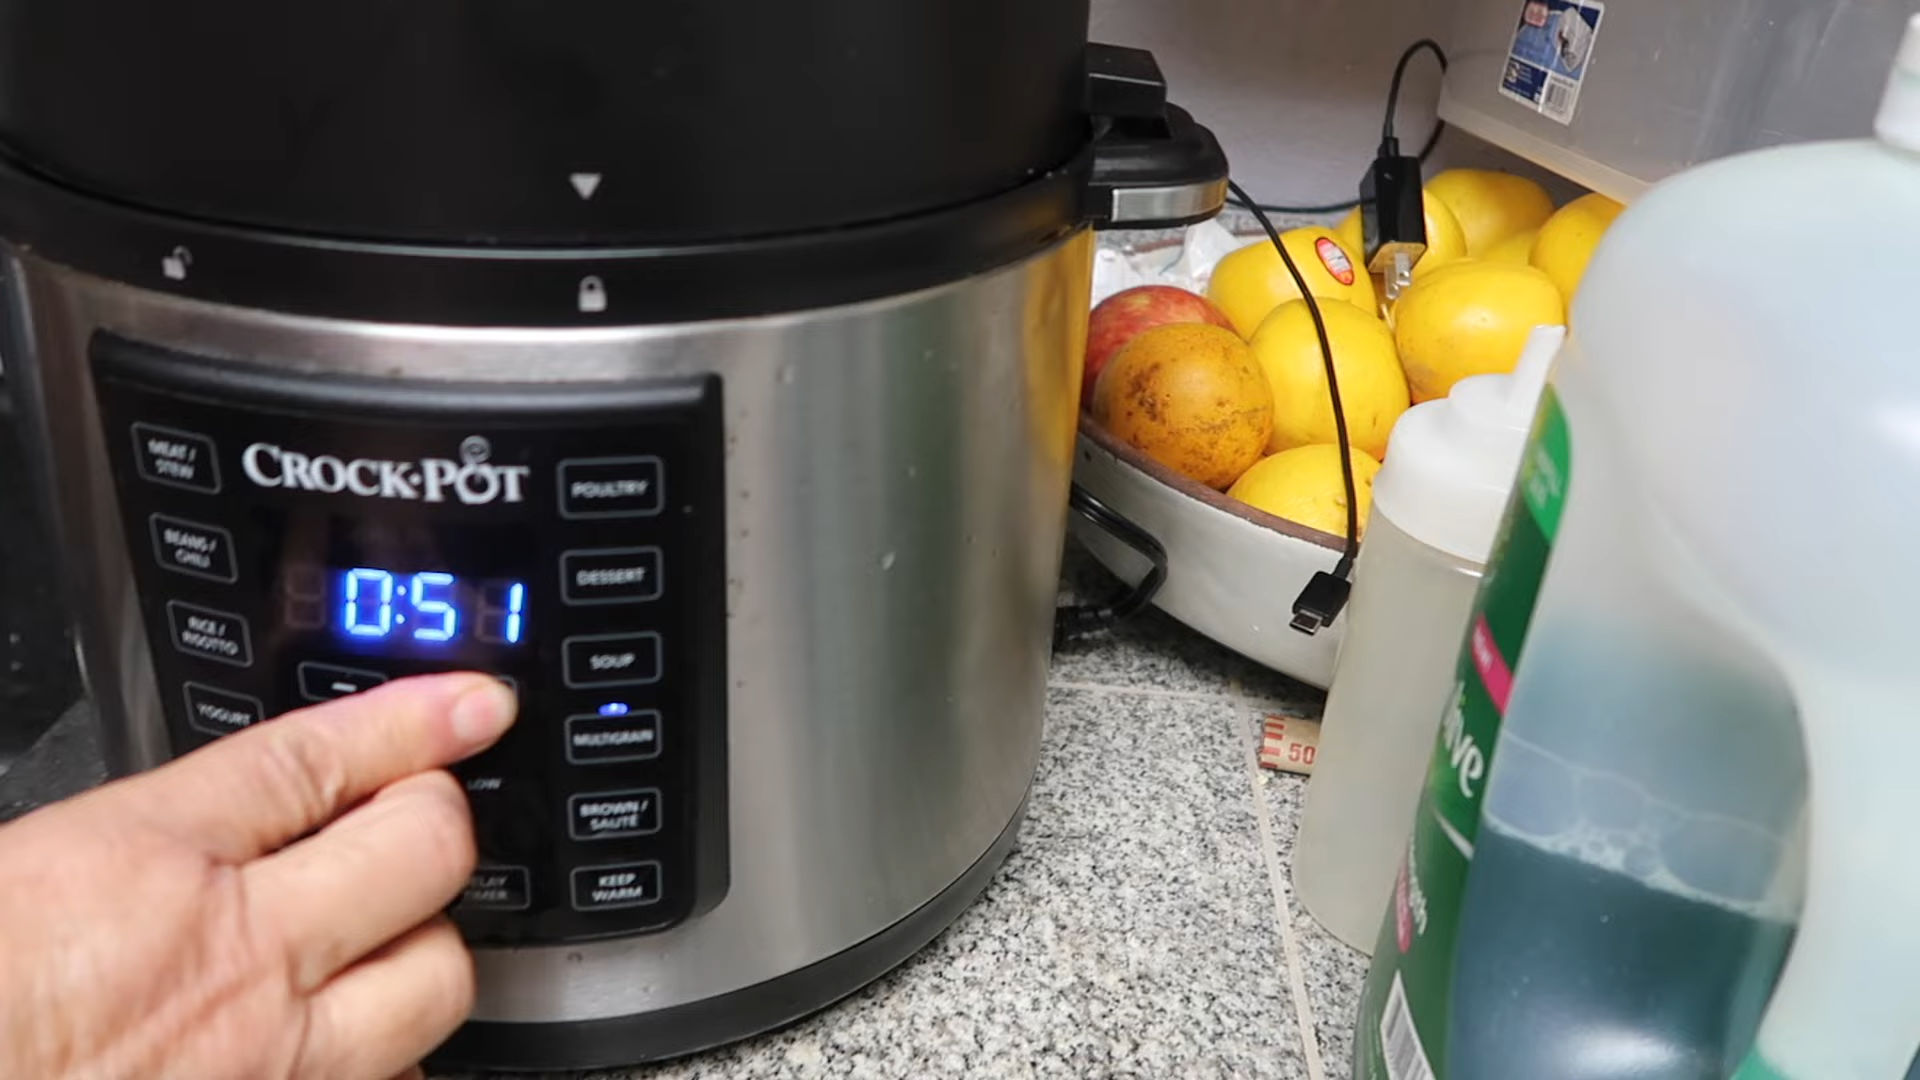 CROCK·POT
MEAT /
STEW
POULTRY
BEANS /
CHILI
DESSERT
0:51
RICE /
RISOTTO
SOUP
YOGURT
MULTIGRAIN
LOW
BROWN /
SAUTÉ
KEEP
WARM
50